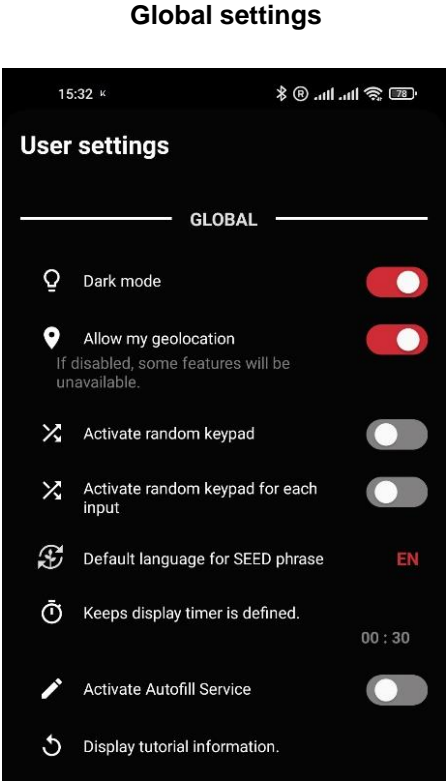 Global settings
15:32
78
User settings
GLOBAL
Dark mode
Allow my geolocation
If disabled, some features will be
unavailable.
Activate random keypad
Activate random keypad for each
input
Default language for SEED phrase EN
Keeps display timer is defined.
00 : 30
Activate Autofill Service
Display tutorial information.